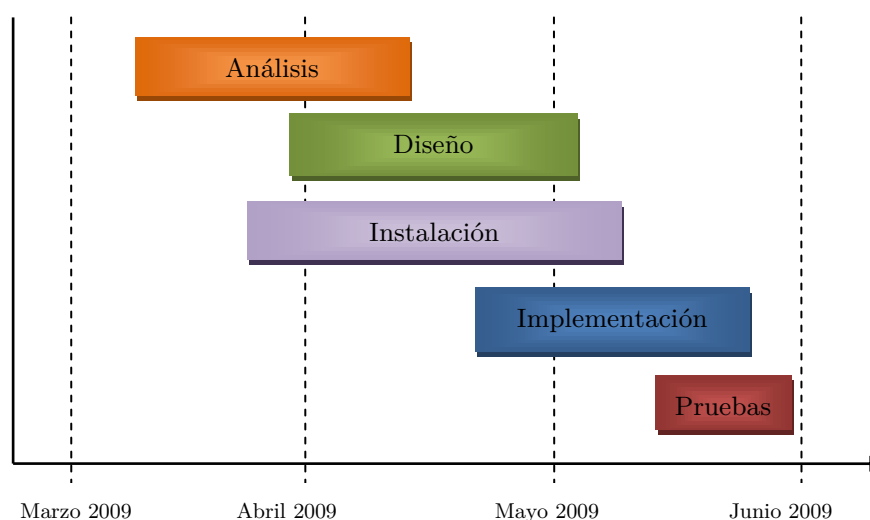 Análisis
Diseño
Instalación
Implementación
Pruebas
Marzo 2009 Abril 2009 Mayo 2009 Junio 2009